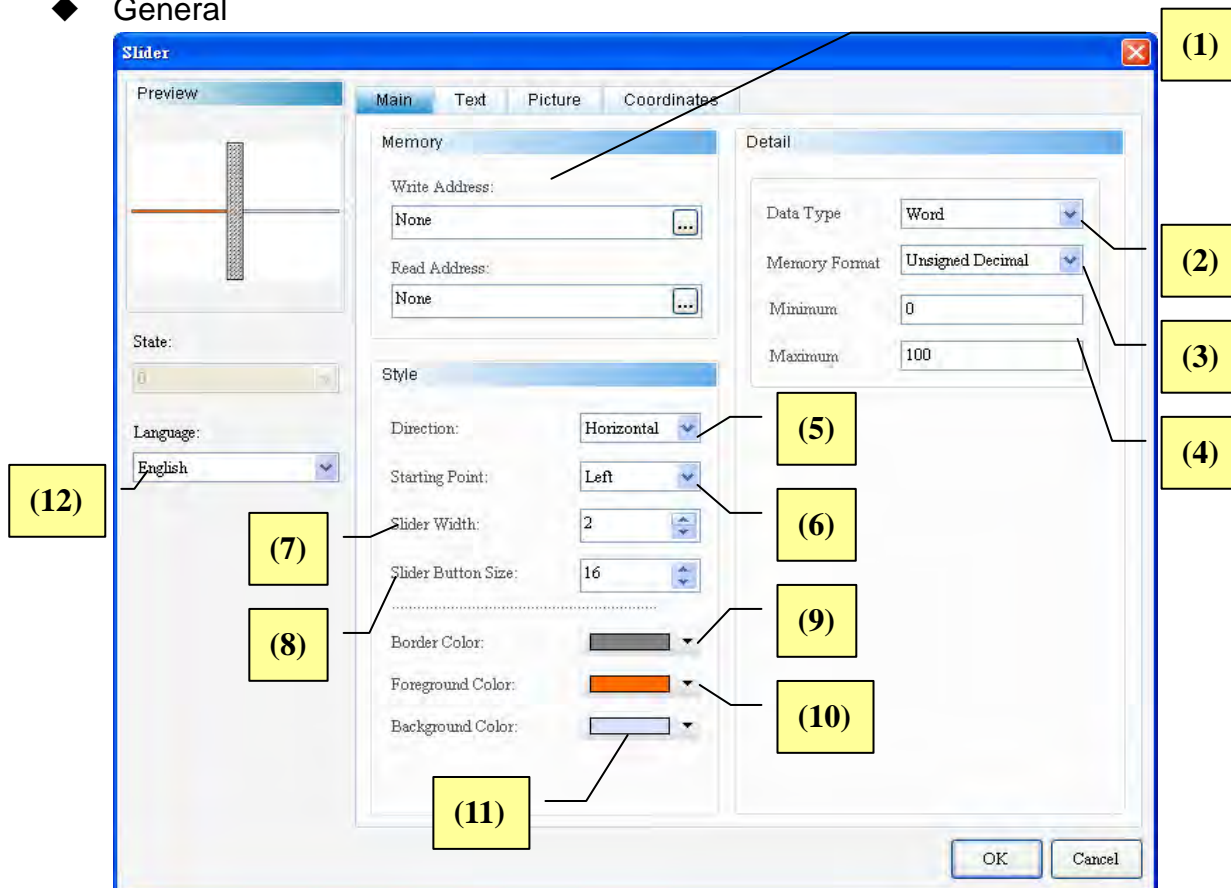 ◆ General
Slider
(1)
Preview
Main Text Picture Coordinates
Memory
Write Address:
None
...
Read Address:
None
...
Detail
Data Type Word
(2)
Memory Format Unsigned Decimal
(3)
Minimum 0
Maximum 100
(4)
State:
0
Language:
English
(12)
Style
Direction: Horizontal
(5)
Starting Point: Left
(6)
Slider Width: 2
(7)
Slider Button Size: 16
(8)
Border Color:
(9)
Foreground Color:
(10)
Background Color:
(11)
OK Cancel